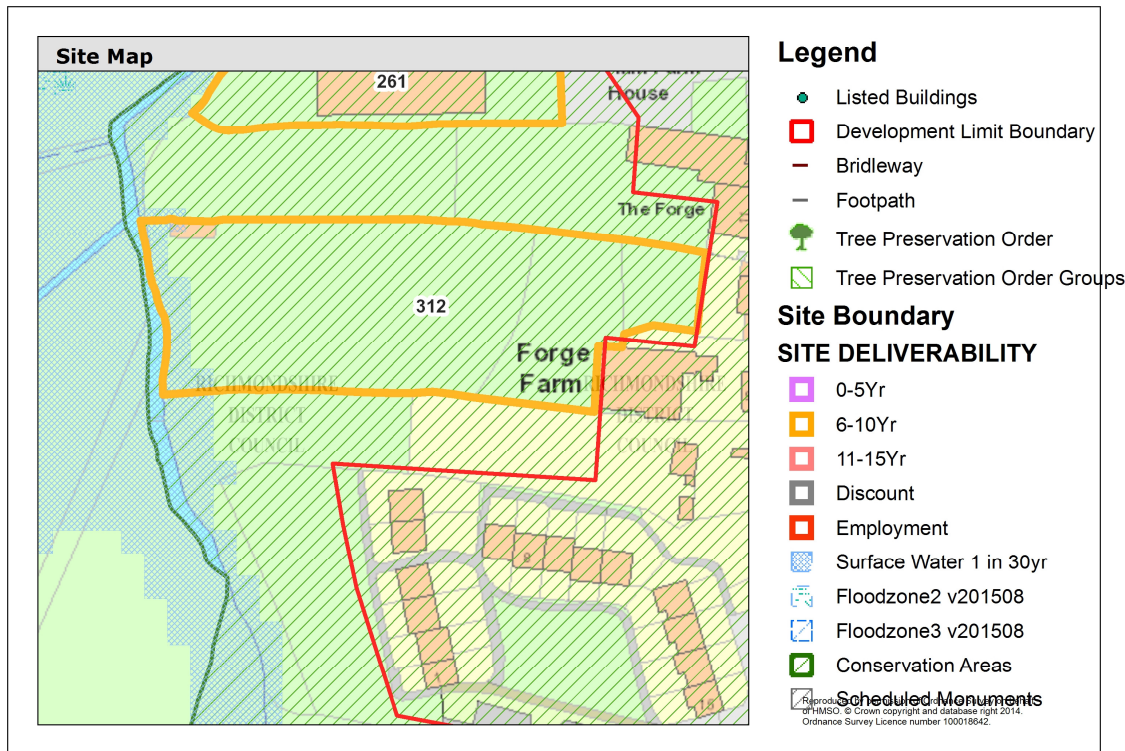 Site Map
261
House
The Forge
312
Forge
Farm
RICHMONDSHIRE
DISTRICT
COUNCIL
RICHMONDSHIRE
DISTRICT
COUNCIL
8
1
15
Legend
Listed Buildings
Development Limit Boundary
Bridleway
Footpath
Tree Preservation Order
Tree Preservation Order Groups
Site Boundary
SITE DELIVERABILITY
0-5Yr
6-10Yr
11-15Yr
Discount
Employment
Surface Water 1 in 30yr
Floodzone2 v201508
Floodzone3 v201508
Conservation Areas
Scheduled Monuments
of HMSO. © Crown copyright and database right 2014.
Ordnance Survey Licence number 100018642.